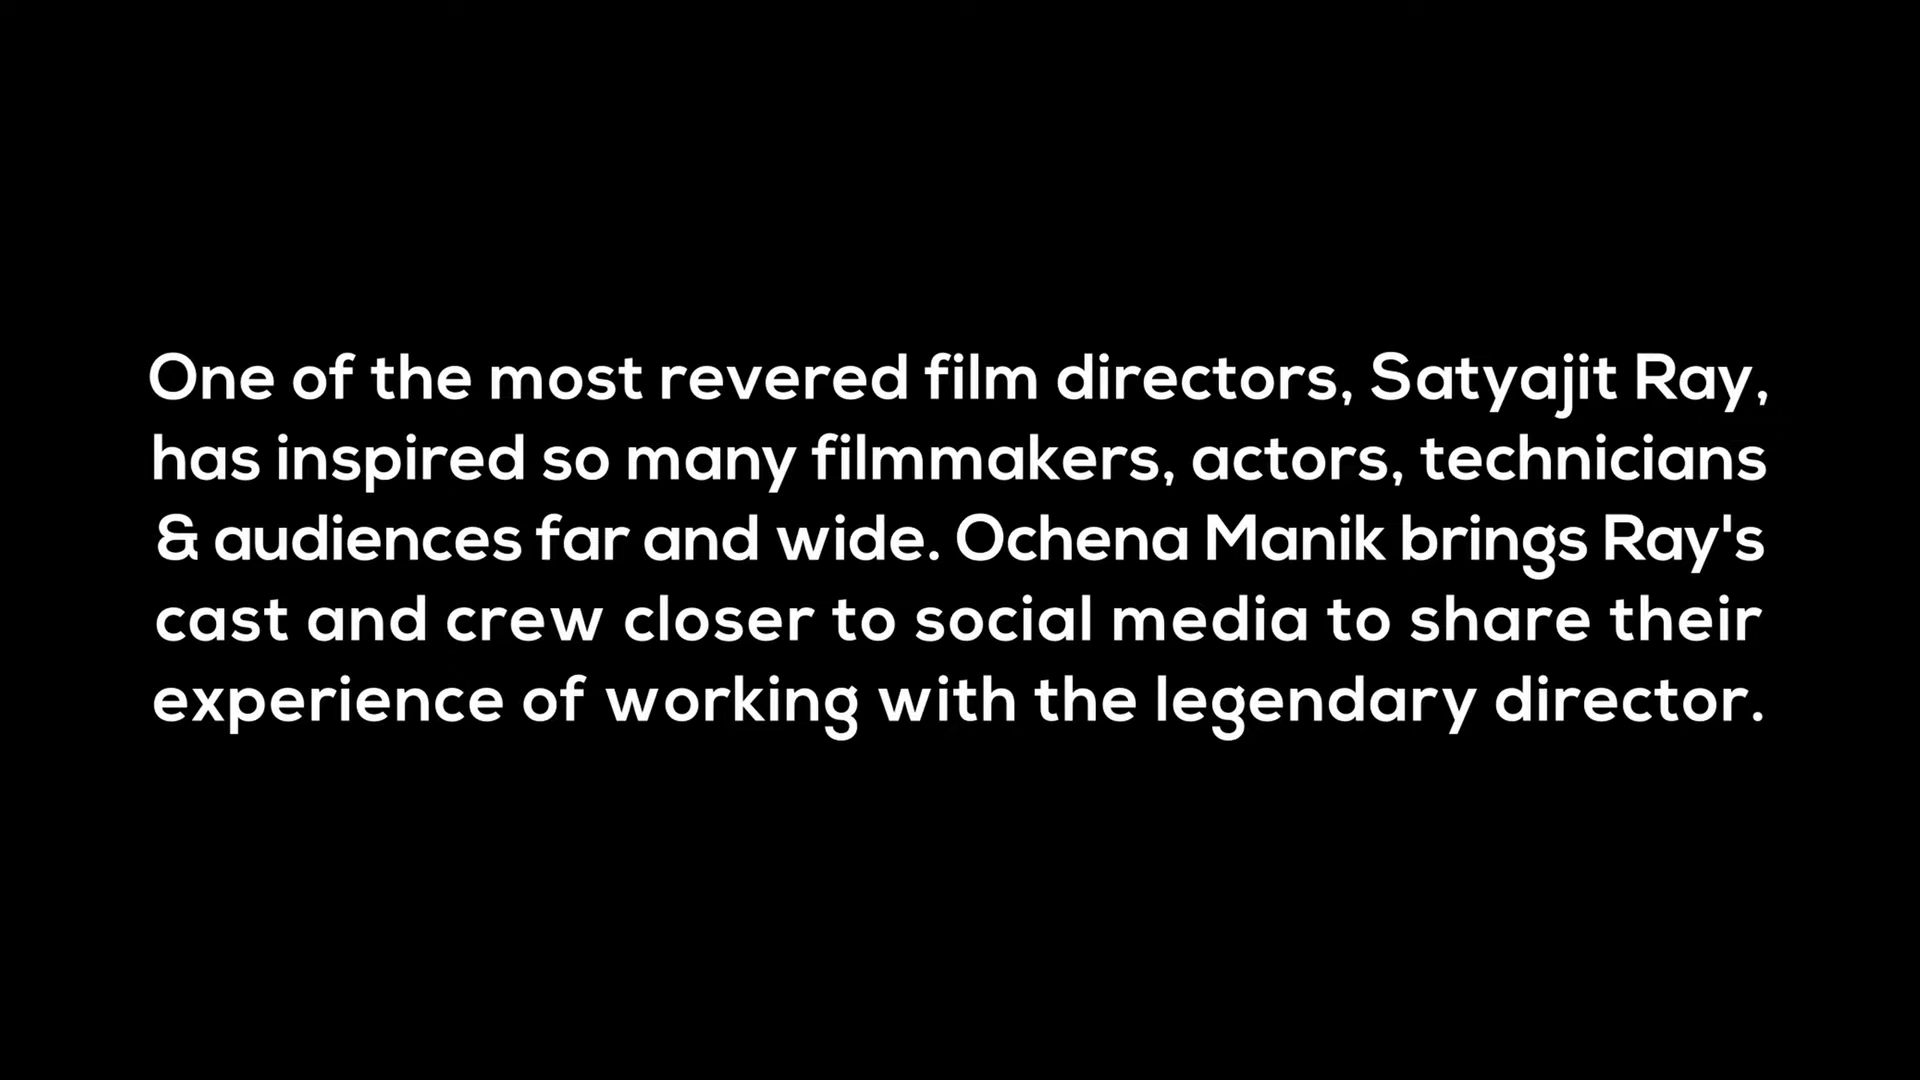 One of the most revered film directors, Satyajit Ray,
has inspired so many filmmakers, actors, technicians
& audiences far and wide. Ochena Manik brings Ray's
cast and crew closer to social media to share their
experience of working with the legendary director.